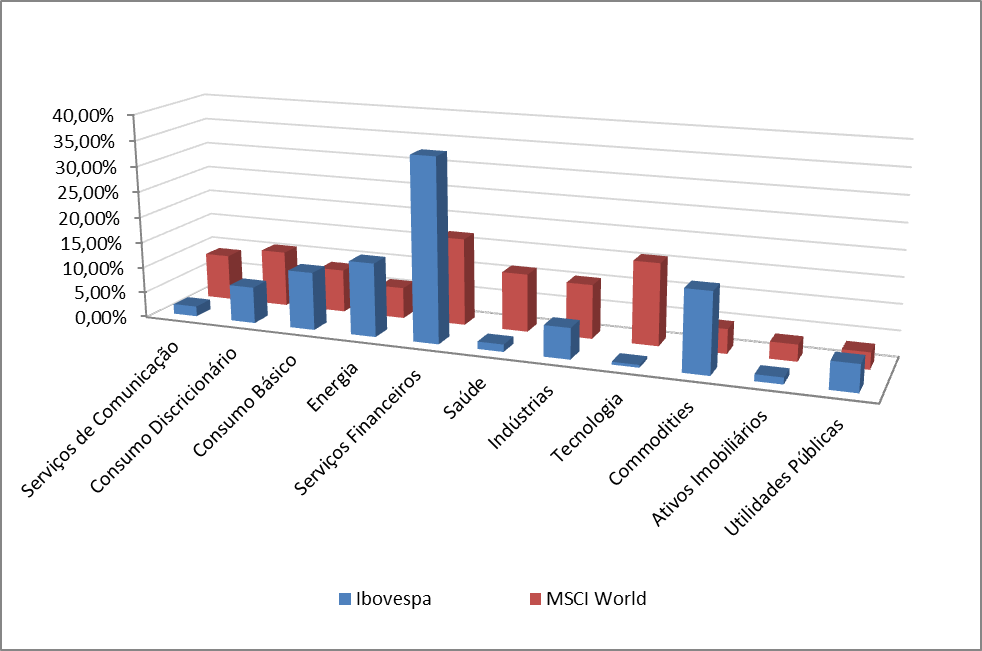 40,00%
35,00%
30,00%
25,00%
20,00%
15,00%
10,00%
5,00%
0,00%
Serviços de Comunicação
Consumo Discricionário
Consumo Básico
Energia
Serviços Financeiros
Saúde
Indústrias
Tecnologia
Commodities
Ativos Imobiliários
Utilidades Públicas
Ibovespa
MSCI World